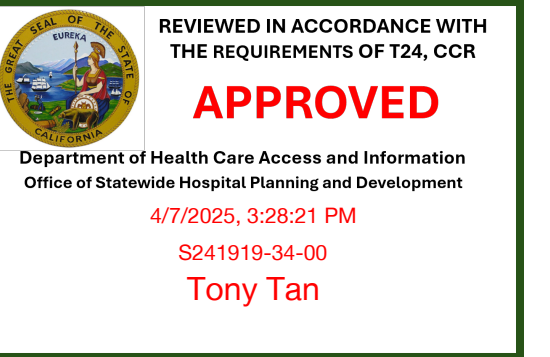 THE GREAT SEAL OF THE STATE OF CALIFORNIA
EUREKA
REVIEWED IN ACCORDANCE WITH
THE REQUIREMENTS OF T24, CCR
APPROVED
Department of Health Care Access and Information
Office of Statewide Hospital Planning and Development
4/7/2025, 3:28:21 PM
S241919-34-00
Tony Tan